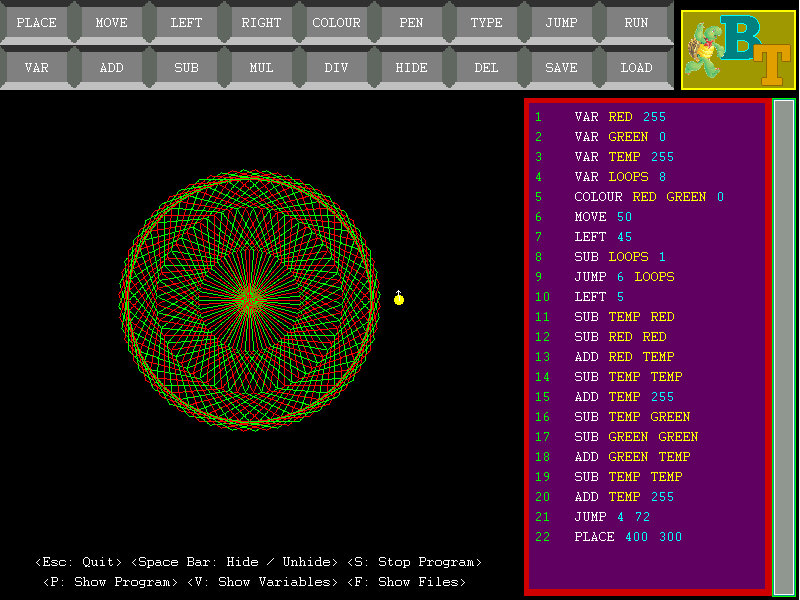 PLACE MOVE LEFT RIGHT COLOUR PEN TYPE JUMP RUN
VAR ADD SUB MUL DIV HIDE DEL SAVE LOAD
BT
1 VAR RED 255
2 VAR GREEN 0
3 VAR TEMP 255
4 VAR LOOPS 8
5 COLOUR RED GREEN 0
6 MOVE 50
7 LEFT 45
8 SUB LOOPS 1
9 JUMP 6 LOOPS
10 LEFT 5
11 SUB TEMP RED
12 SUB RED RED
13 ADD RED TEMP
14 SUB TEMP TEMP
15 ADD TEMP 255
16 SUB TEMP GREEN
17 SUB GREEN GREEN
18 ADD GREEN TEMP
19 SUB TEMP TEMP
20 ADD TEMP 255
21 JUMP 4 72
22 PLACE 400 300
<Esc: Quit> <Space Bar: Hide / Unhide> <S: Stop Program>
<P: Show Program> <V: Show Variables> <F: Show Files>